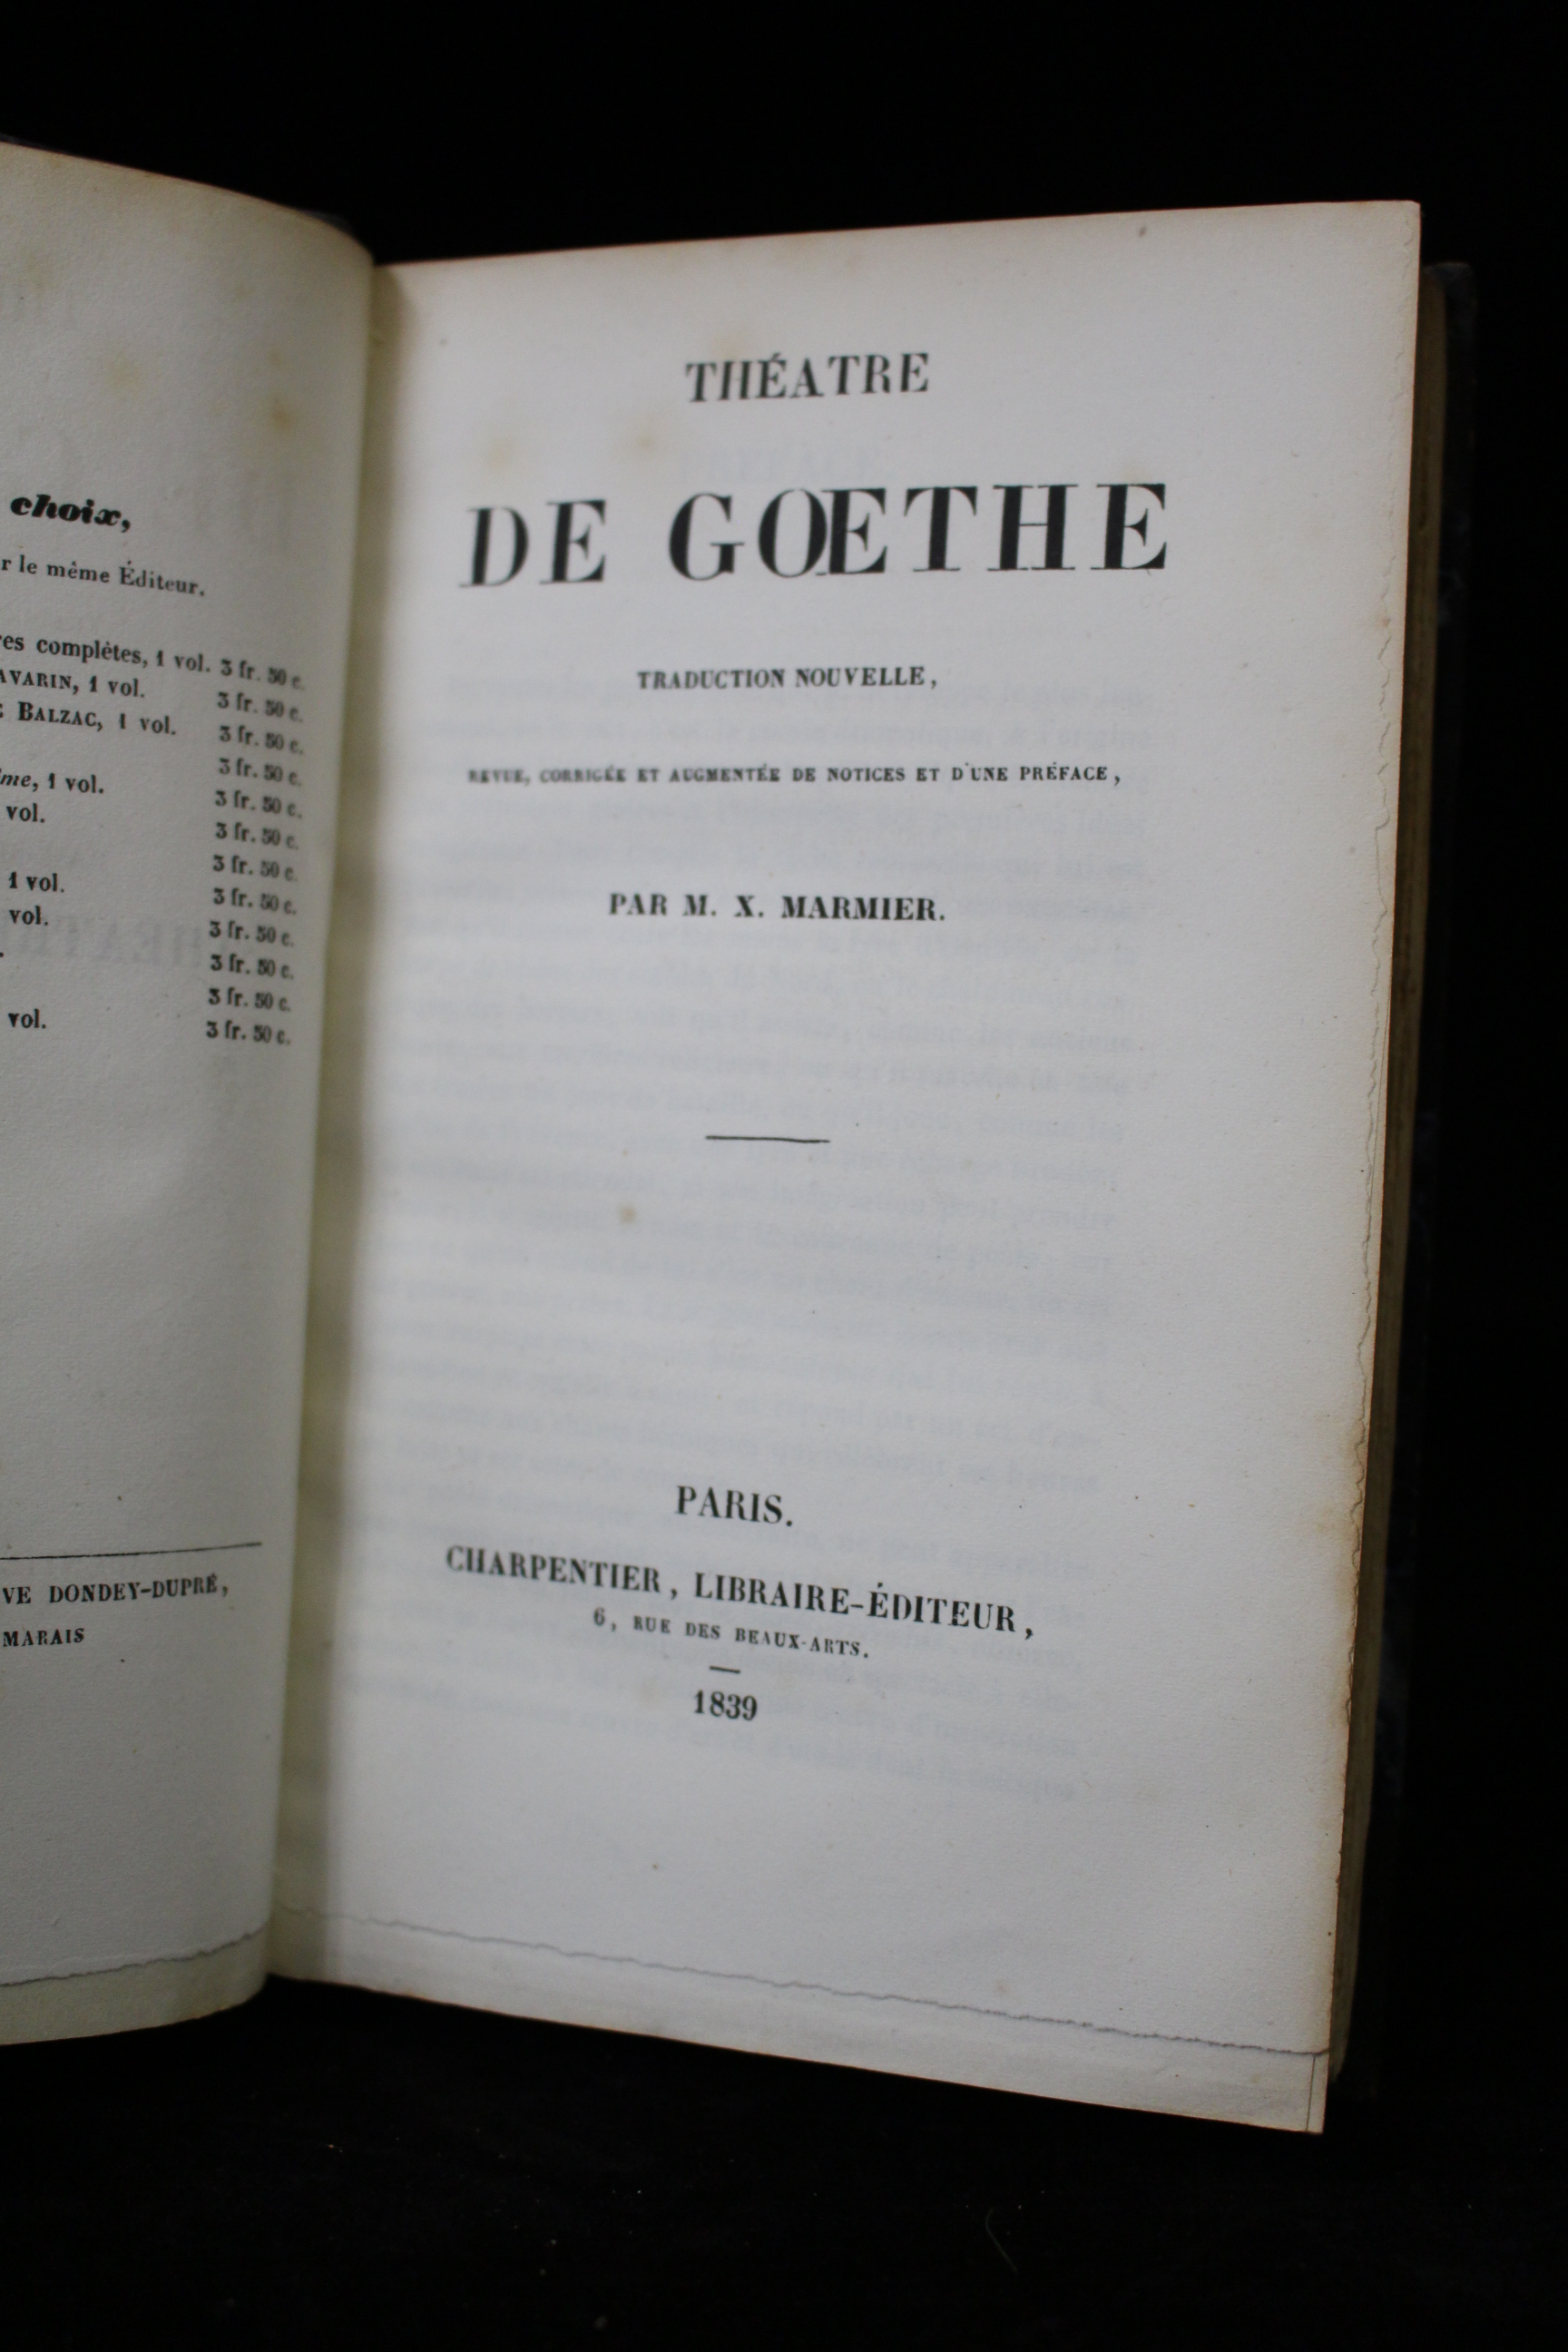 choix,
r le même Éditeur.
res complètes, 1 vol. 3 fr. 50 c.
AVARIN, 1 vol. 3 fr. 50 c.
BALZAC, 1 vol. 3 fr. 50 c.
3 fr. 50 c.
me, 1 vol. 3 fr. 50 c.
vol. 3 fr. 50 c.
3 fr. 50 c.
1 vol. 3 fr. 50 c.
vol. 3 fr. 50 c.
3 fr. 50 c.
3 fr. 50 c.
vol. 3 fr. 50 c.
VE DONDEY-DUPRÉ,
MARAIS
THÉATRE
DE GŒTHE
TRADUCTION NOUVELLE,
REVUE, CORRIGÉE ET AUGMENTÉE DE NOTICES ET D'UNE PRÉFACE,
PAR M. X. MARMIER.
PARIS.
CHARPENTIER, LIBRAIRE-ÉDITEUR,
6, RUE DES BEAUX-ARTS.
1839